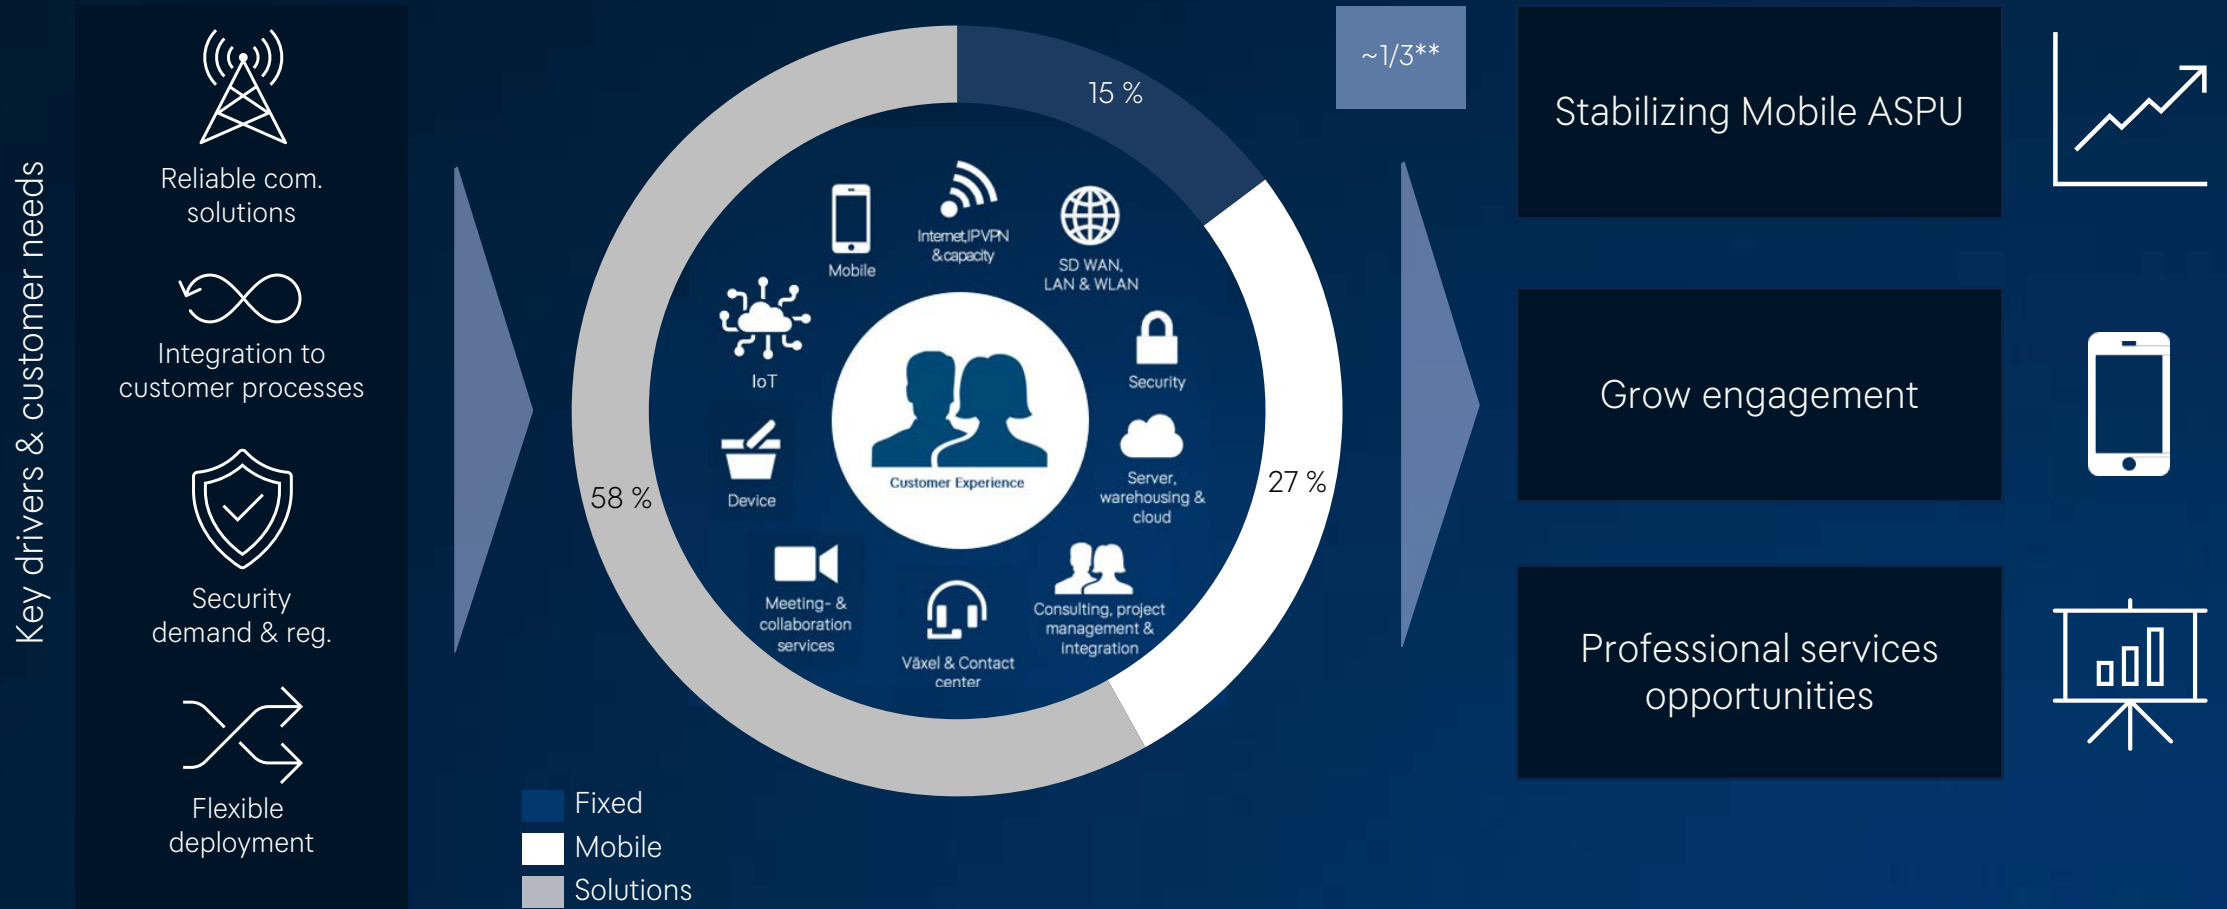 Key drivers & customer needs
Reliable com.
solutions
Integration to
customer processes
Security
demand & reg.
Flexible
deployment
15 %
27 %
58 %
Mobile
Internet,IPVPN
& capacity
SD WAN,
LAN & WLAN
Security
Server,
warehousing &
cloud
Consulting, project
management &
integration
Växel & Contact
center
Meeting- &
collaboration
services
Device
IoT
Customer Experience
Fixed
Mobile
Solutions
~1/3**
Stabilizing Mobile ASPU
Grow engagement
Professional services
opportunities